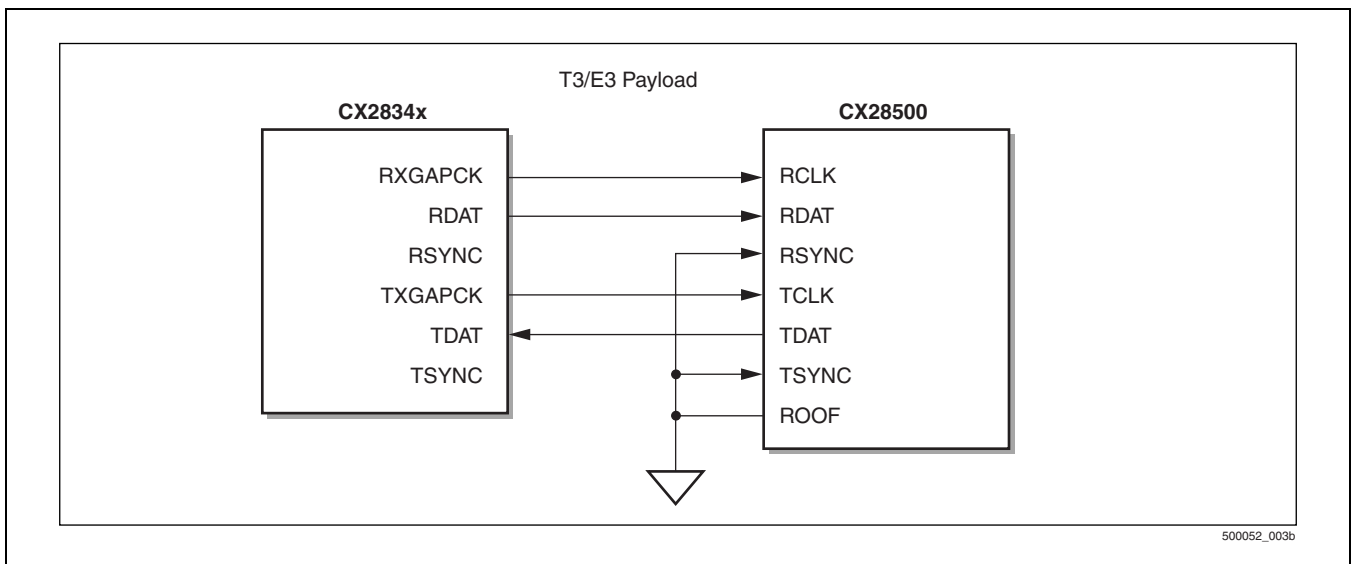 T3/E3 Payload
CX2834x
CX28500
RXGAPCK
RCLK
RDAT
RDAT
RSYNC
RSYNC
TXGAPCK
TCLK
TDAT
TDAT
TSYNC
TSYNC
ROOF
500052_003b